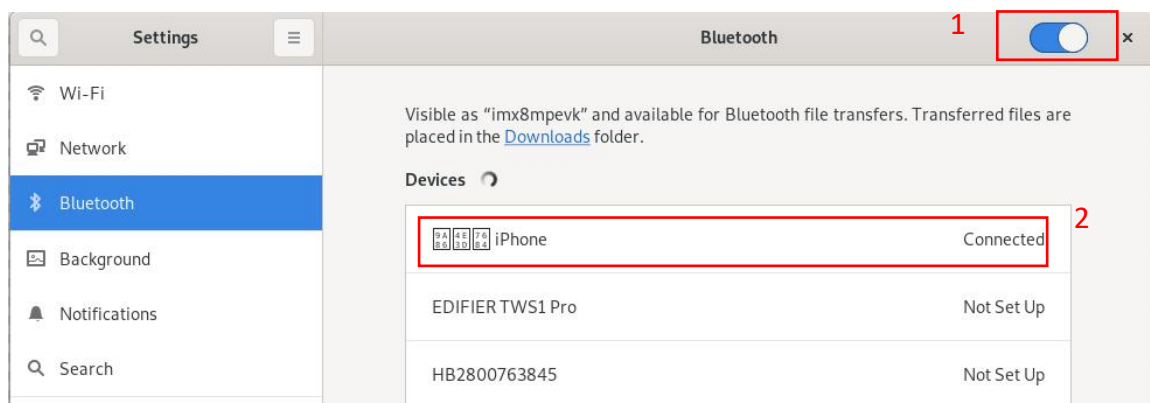 Settings
Bluetooth
1
Wi-Fi
Network
Bluetooth
Background
Notifications
Search
Visible as “imx8mpevk” and available for Bluetooth file transfers. Transferred files are
placed in the Downloads folder.
Devices
iPhone Connected
2
EDIFIER TWS1 Pro Not Set Up
HB2800763845 Not Set Up